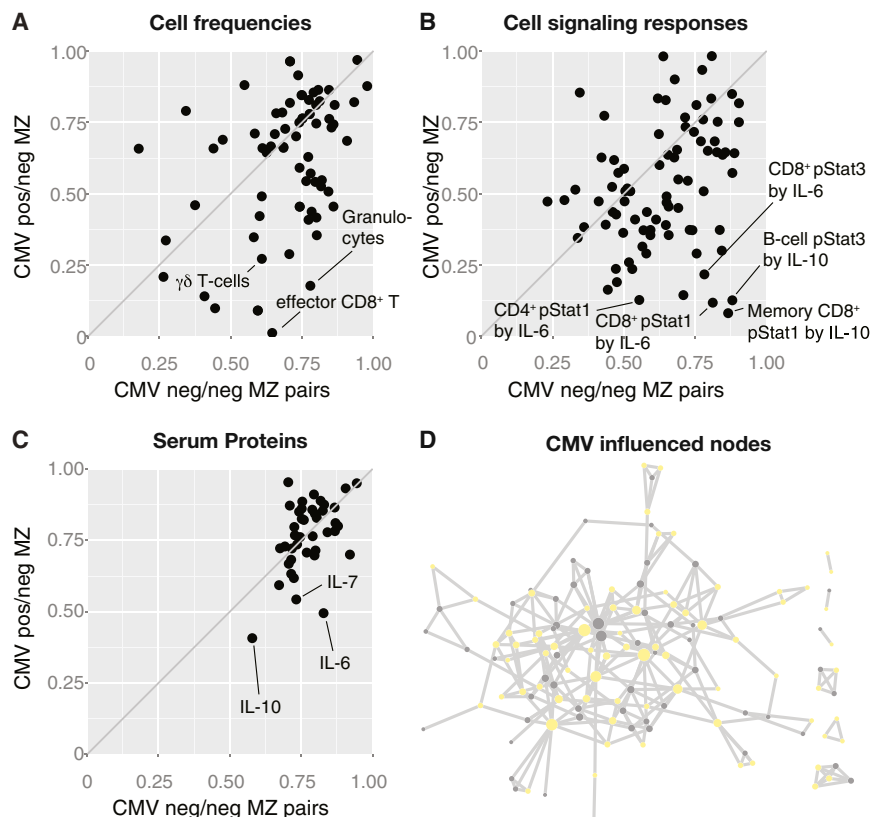 A
Cell frequencies
1.00
0.75
0.50
0.25
0
CMV pos/neg MZ
Granulo-
cytes
γδ T-cells
effector CD8⁺ T
0
0.25
0.50
0.75
1.00
CMV neg/neg MZ pairs
B
Cell signaling responses
1.00
0.75
0.50
0.25
0
CMV pos/neg MZ
CD8⁺ pStat3
by IL-6
B-cell pStat3
by IL-10
CD4⁺ pStat1
by IL-6
CD8⁺ pStat1
by IL-6
Memory CD8⁺
pStat1 by IL-10
0
0.25
0.50
0.75
1.00
CMV neg/neg MZ pairs
C
Serum Proteins
1.00
0.75
0.50
0.25
0
CMV pos/neg MZ
IL-7
IL-6
IL-10
0
0.25
0.50
0.75
1.00
CMV neg/neg MZ pairs
D
CMV influenced nodes